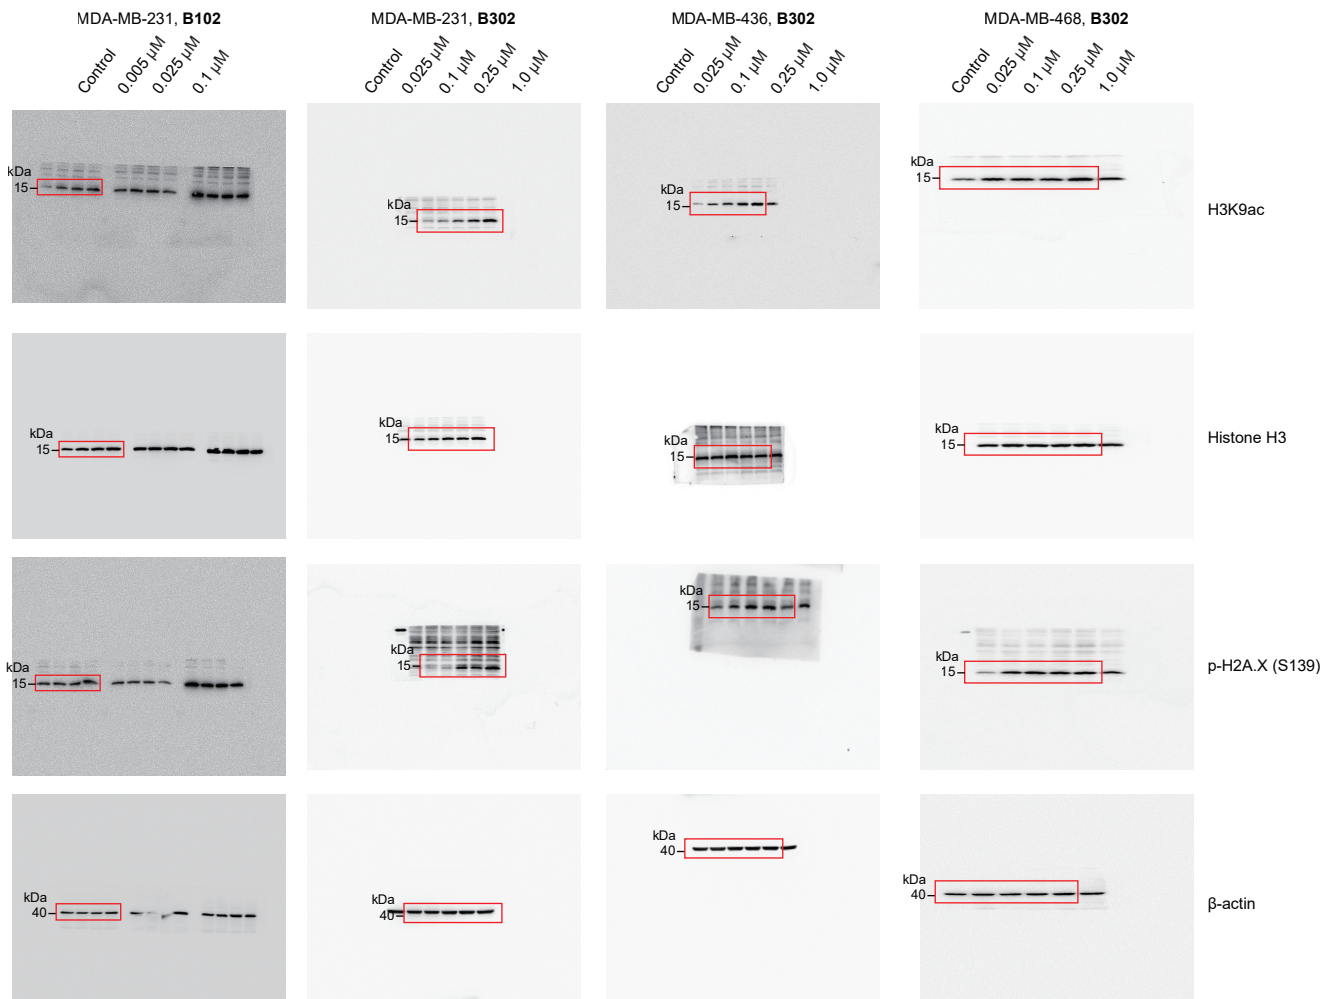 MDA-MB-231, B102
MDA-MB-231, B302
MDA-MB-436, B302
MDA-MB-468, B302
Control
0.005 µM
0.025 µM
0.1 µM
Control
0.025 µM
0.1 µM
0.25 µM
1.0 µM
Control
0.025 µM
0.1 µM
0.25 µM
1.0 µM
Control
0.025 µM
0.1 µM
0.25 µM
1.0 µM
kDa
15
kDa
15
kDa
15
kDa
15
H3K9ac
kDa
15
kDa
15
kDa
15
kDa
15
Histone H3
kDa
15
kDa
15
kDa
15
kDa
15
p-H2A.X (S139)
kDa
40
kDa
40
kDa
40
kDa
40
β-actin